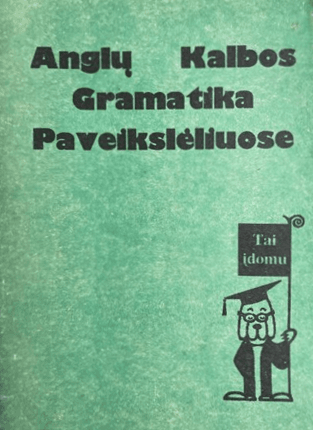 Anglų Kalbos
Gramatika
Paveikslėliuose
Tai
įdomu